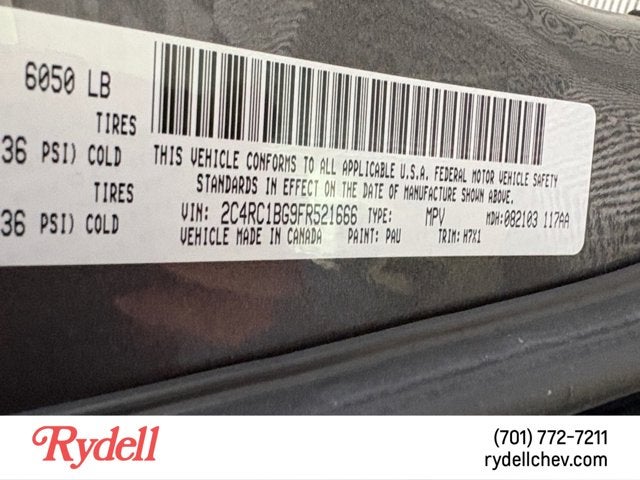 6050 LB
TIRES
36 PSI) COLD
TIRES
36 PSI) COLD
THIS VEHICLE CONFORMS TO ALL APPLICABLE U.S.A. FEDERAL MOTOR VEHICLE SAFETY
STANDARDS IN EFFECT ON THE DATE OF MANUFACTURE SHOWN ABOVE.
VIN: 2C4RC1BG9FR521666 TYPE: MPV MDH:082103 117AA
VEHICLE MADE IN CANADA PAINT: PAU TRIM: H7X1
Rydell
(701) 772-7211
rydellchev.com